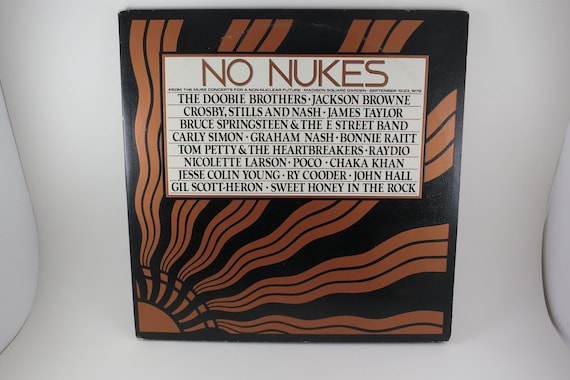 NO NUKES
FROM THE MUSE CONCERTS FOR A NON-NUCLEAR FUTURE • MADISON SQUARE GARDEN • SEPTEMBER 19-23, 1979
THE DOOBIE BROTHERS • JACKSON BROWNE
CROSBY, STILLS AND NASH • JAMES TAYLOR
BRUCE SPRINGSTEEN & THE E STREET BAND
CARLY SIMON • GRAHAM NASH • BONNIE RAITT
TOM PETTY & THE HEARTBREAKERS • RAYDIO
NICOLETTE LARSON • POCO • CHAKA KHAN
JESSE COLIN YOUNG • RY COODER • JOHN HALL
GIL SCOTT-HERON • SWEET HONEY IN THE ROCK